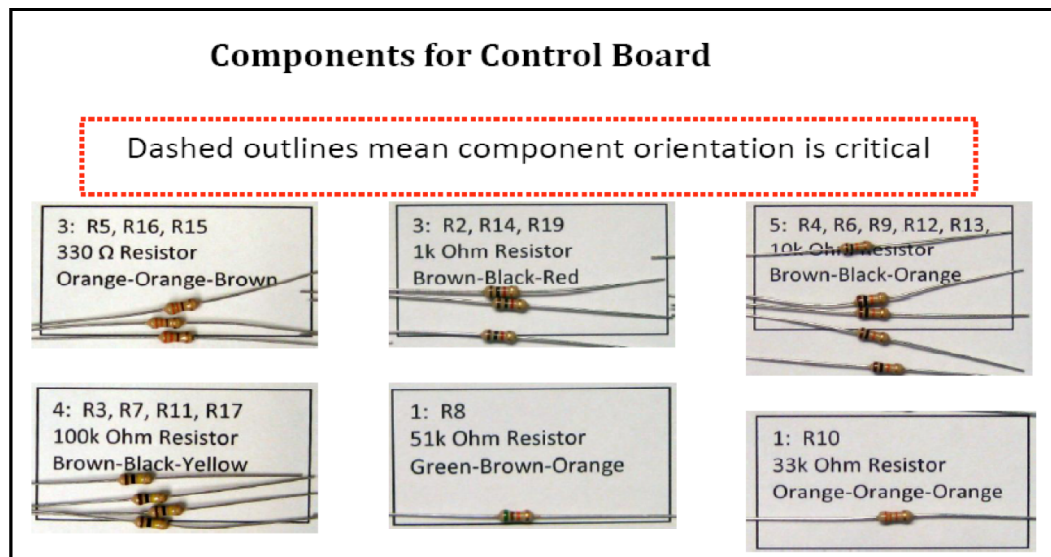 Components for Control Board
Dashed outlines mean component orientation is critical
3: R5, R16, R15
330 Ω Resistor
Orange-Orange-Brown
3: R2, R14, R19
1k Ohm Resistor
Brown-Black-Red
5: R4, R6, R9, R12, R13,
10k Ohm Resistor
Brown-Black-Orange
4: R3, R7, R11, R17
100k Ohm Resistor
Brown-Black-Yellow
1: R8
51k Ohm Resistor
Green-Brown-Orange
1: R10
33k Ohm Resistor
Orange-Orange-Orange